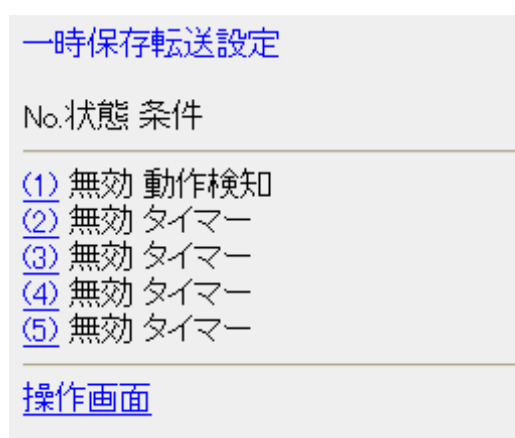 一時保存転送設定
No.状態 条件
(1) 無効 動作検知
(2) 無効 タイマー
(3) 無効 タイマー
(4) 無効 タイマー
(5) 無効 タイマー
操作画面